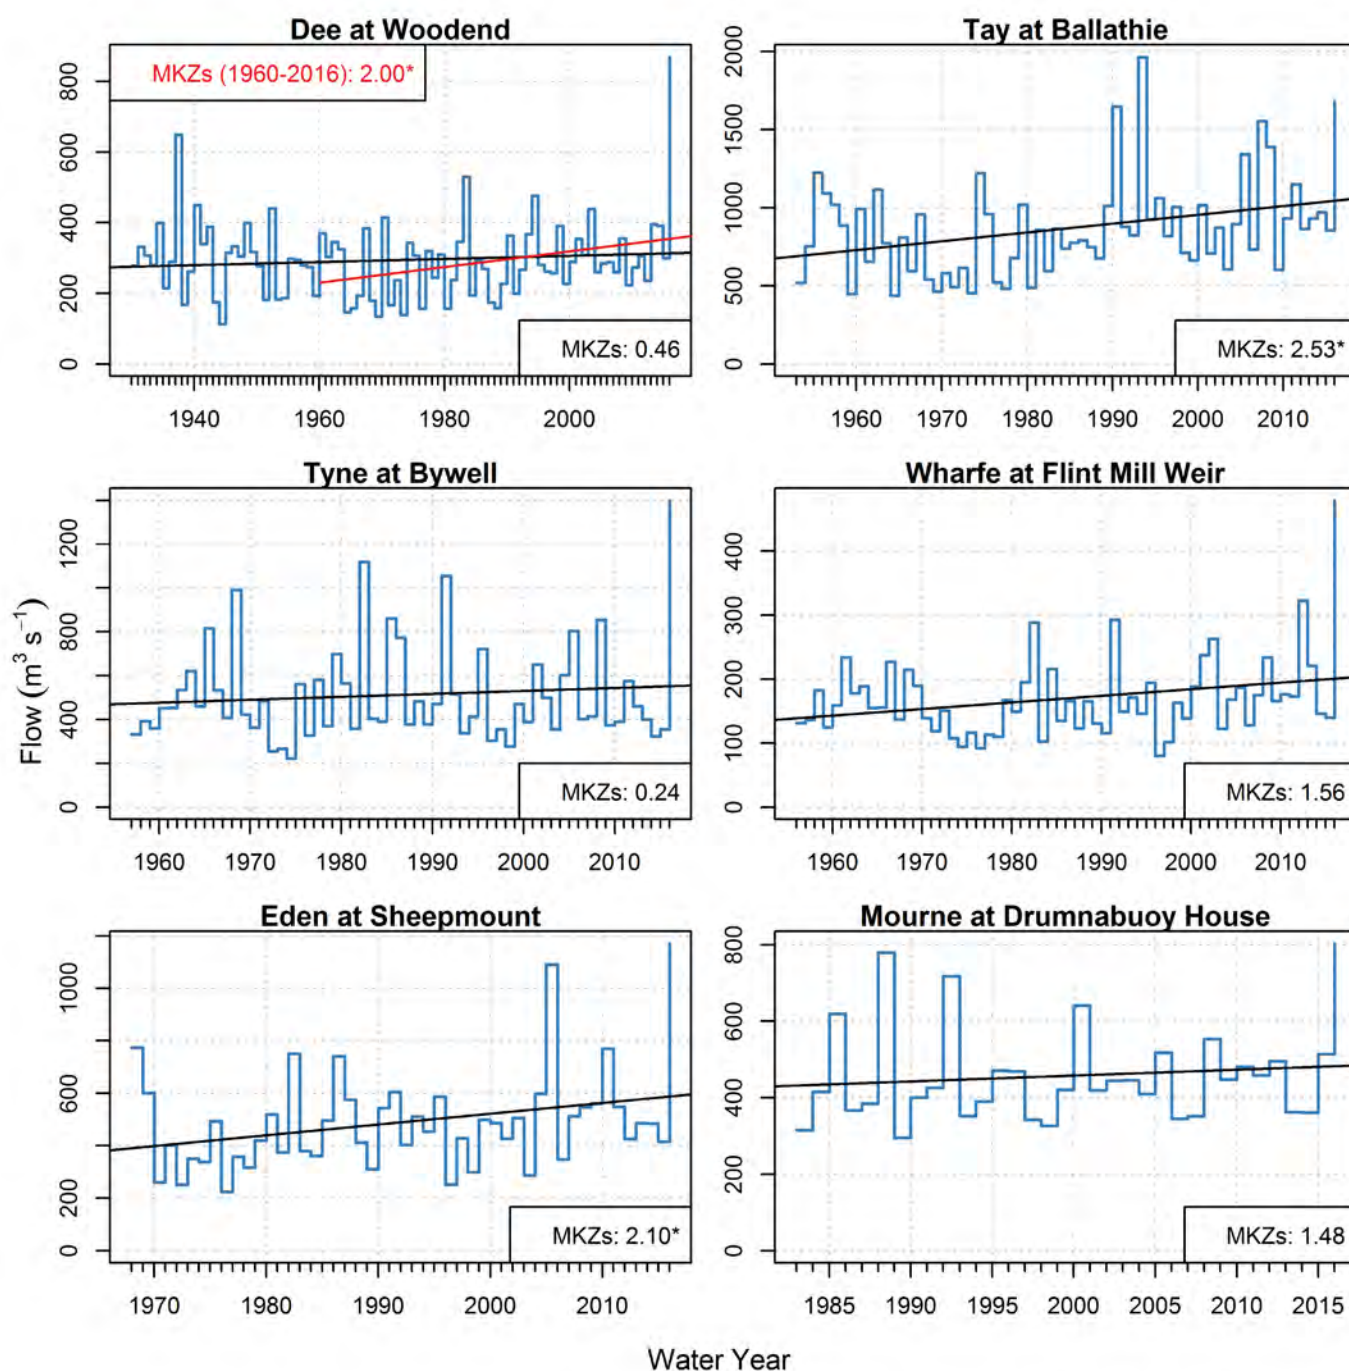 Dee at Woodend
Tay at Ballathie
MKZs (1960-2016): 2.00*
0 200 400 600 800
MKZs: 0.46
1940 1960 1980 2000
0 500 1000 1500 2000
MKZs: 2.53*
1960 1970 1980 1990 2000 2010
Tyne at Bywell
Wharfe at Flint Mill Weir
Flow (m³ s⁻¹)
0 400 800 1200
MKZs: 0.24
1960 1970 1980 1990 2000 2010
0 100 200 300 400
MKZs: 1.56
1960 1970 1980 1990 2000 2010
Eden at Sheepmount
Mourne at Drumnabuoy House
0 200 600 1000
MKZs: 2.10*
1970 1980 1990 2000 2010
0 200 400 600 800
MKZs: 1.48
1985 1990 1995 2000 2005 2010 2015
Water Year